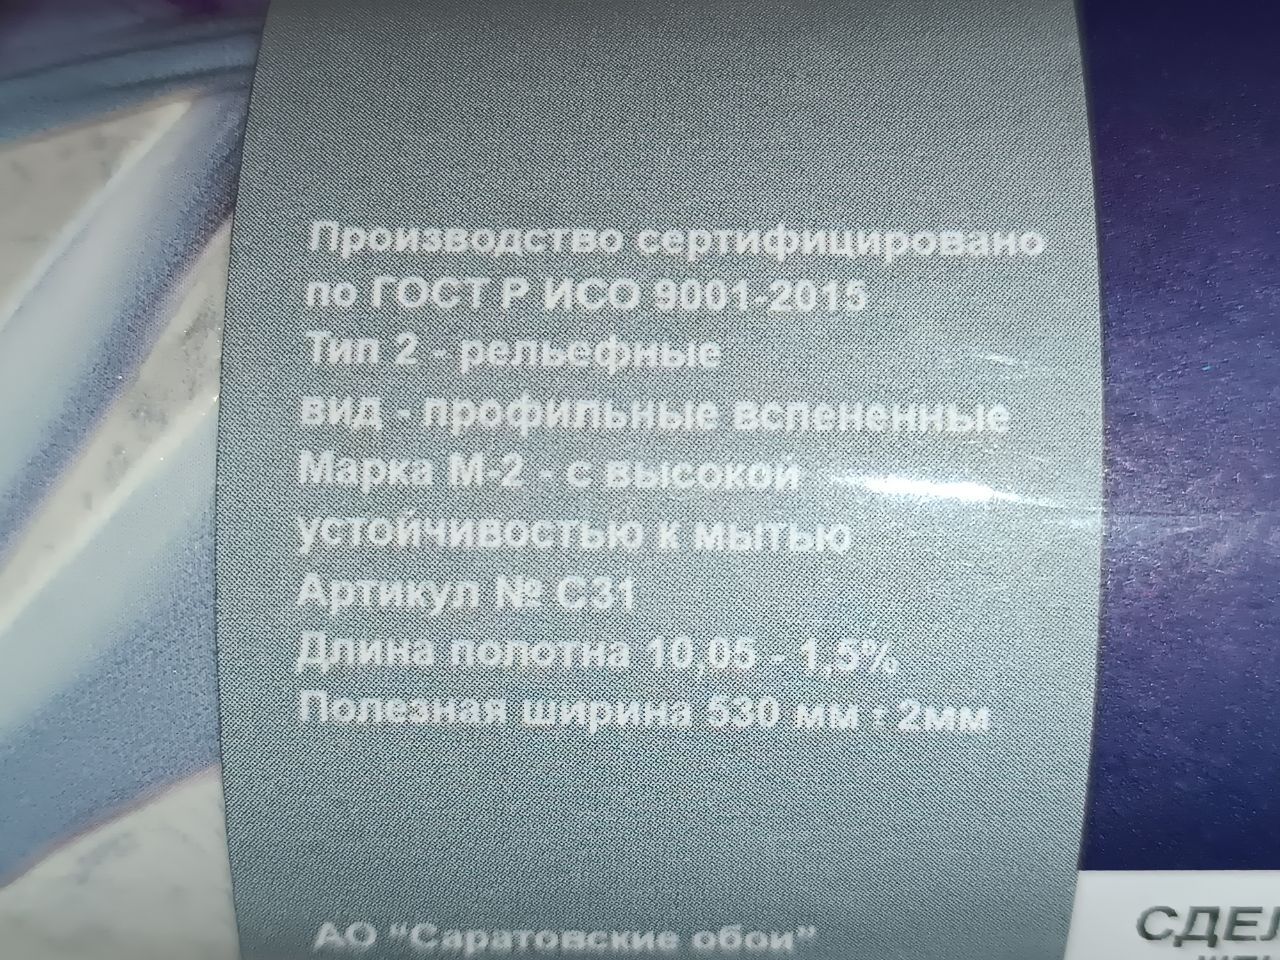 Производство сертифицировано
по ГОСТ Р ИСО 9001-2015
Тип 2 - рельефные
вид - профильные вспененные
Марка М-2 - с высокой
устойчивостью к мытью
Артикул № С31
Длина полотна 10,05 - 1,5%
Полезная ширина 530 мм - 2мм
АО “Саратовские обои”
СДЕЛ